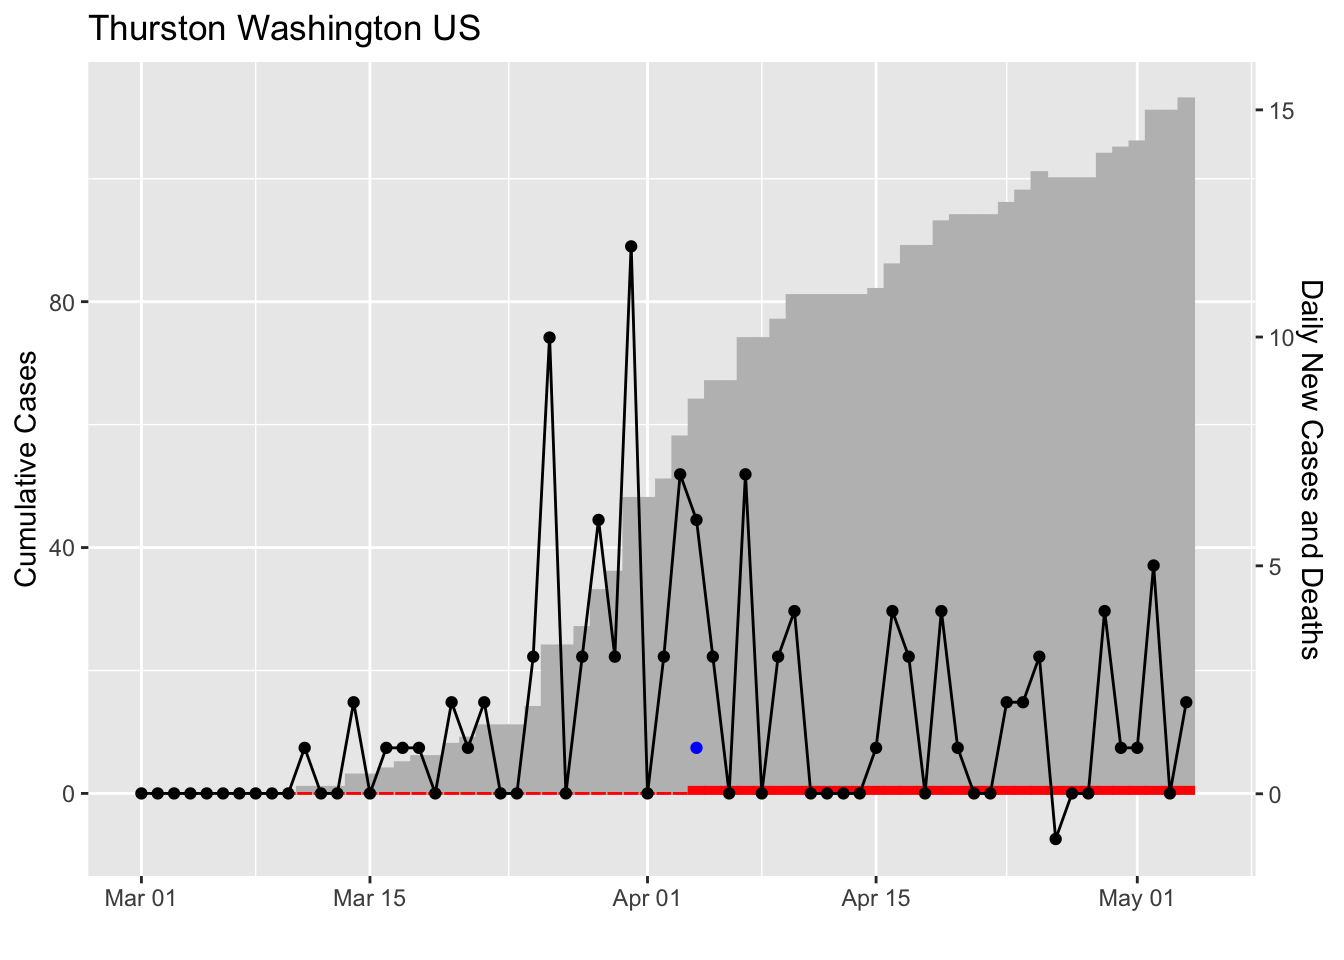 Thurston Washington US
Cumulative Cases
80
40
0
15
10
5
0
Daily New Cases and Deaths
Mar 01
Mar 15
Apr 01
Apr 15
May 01